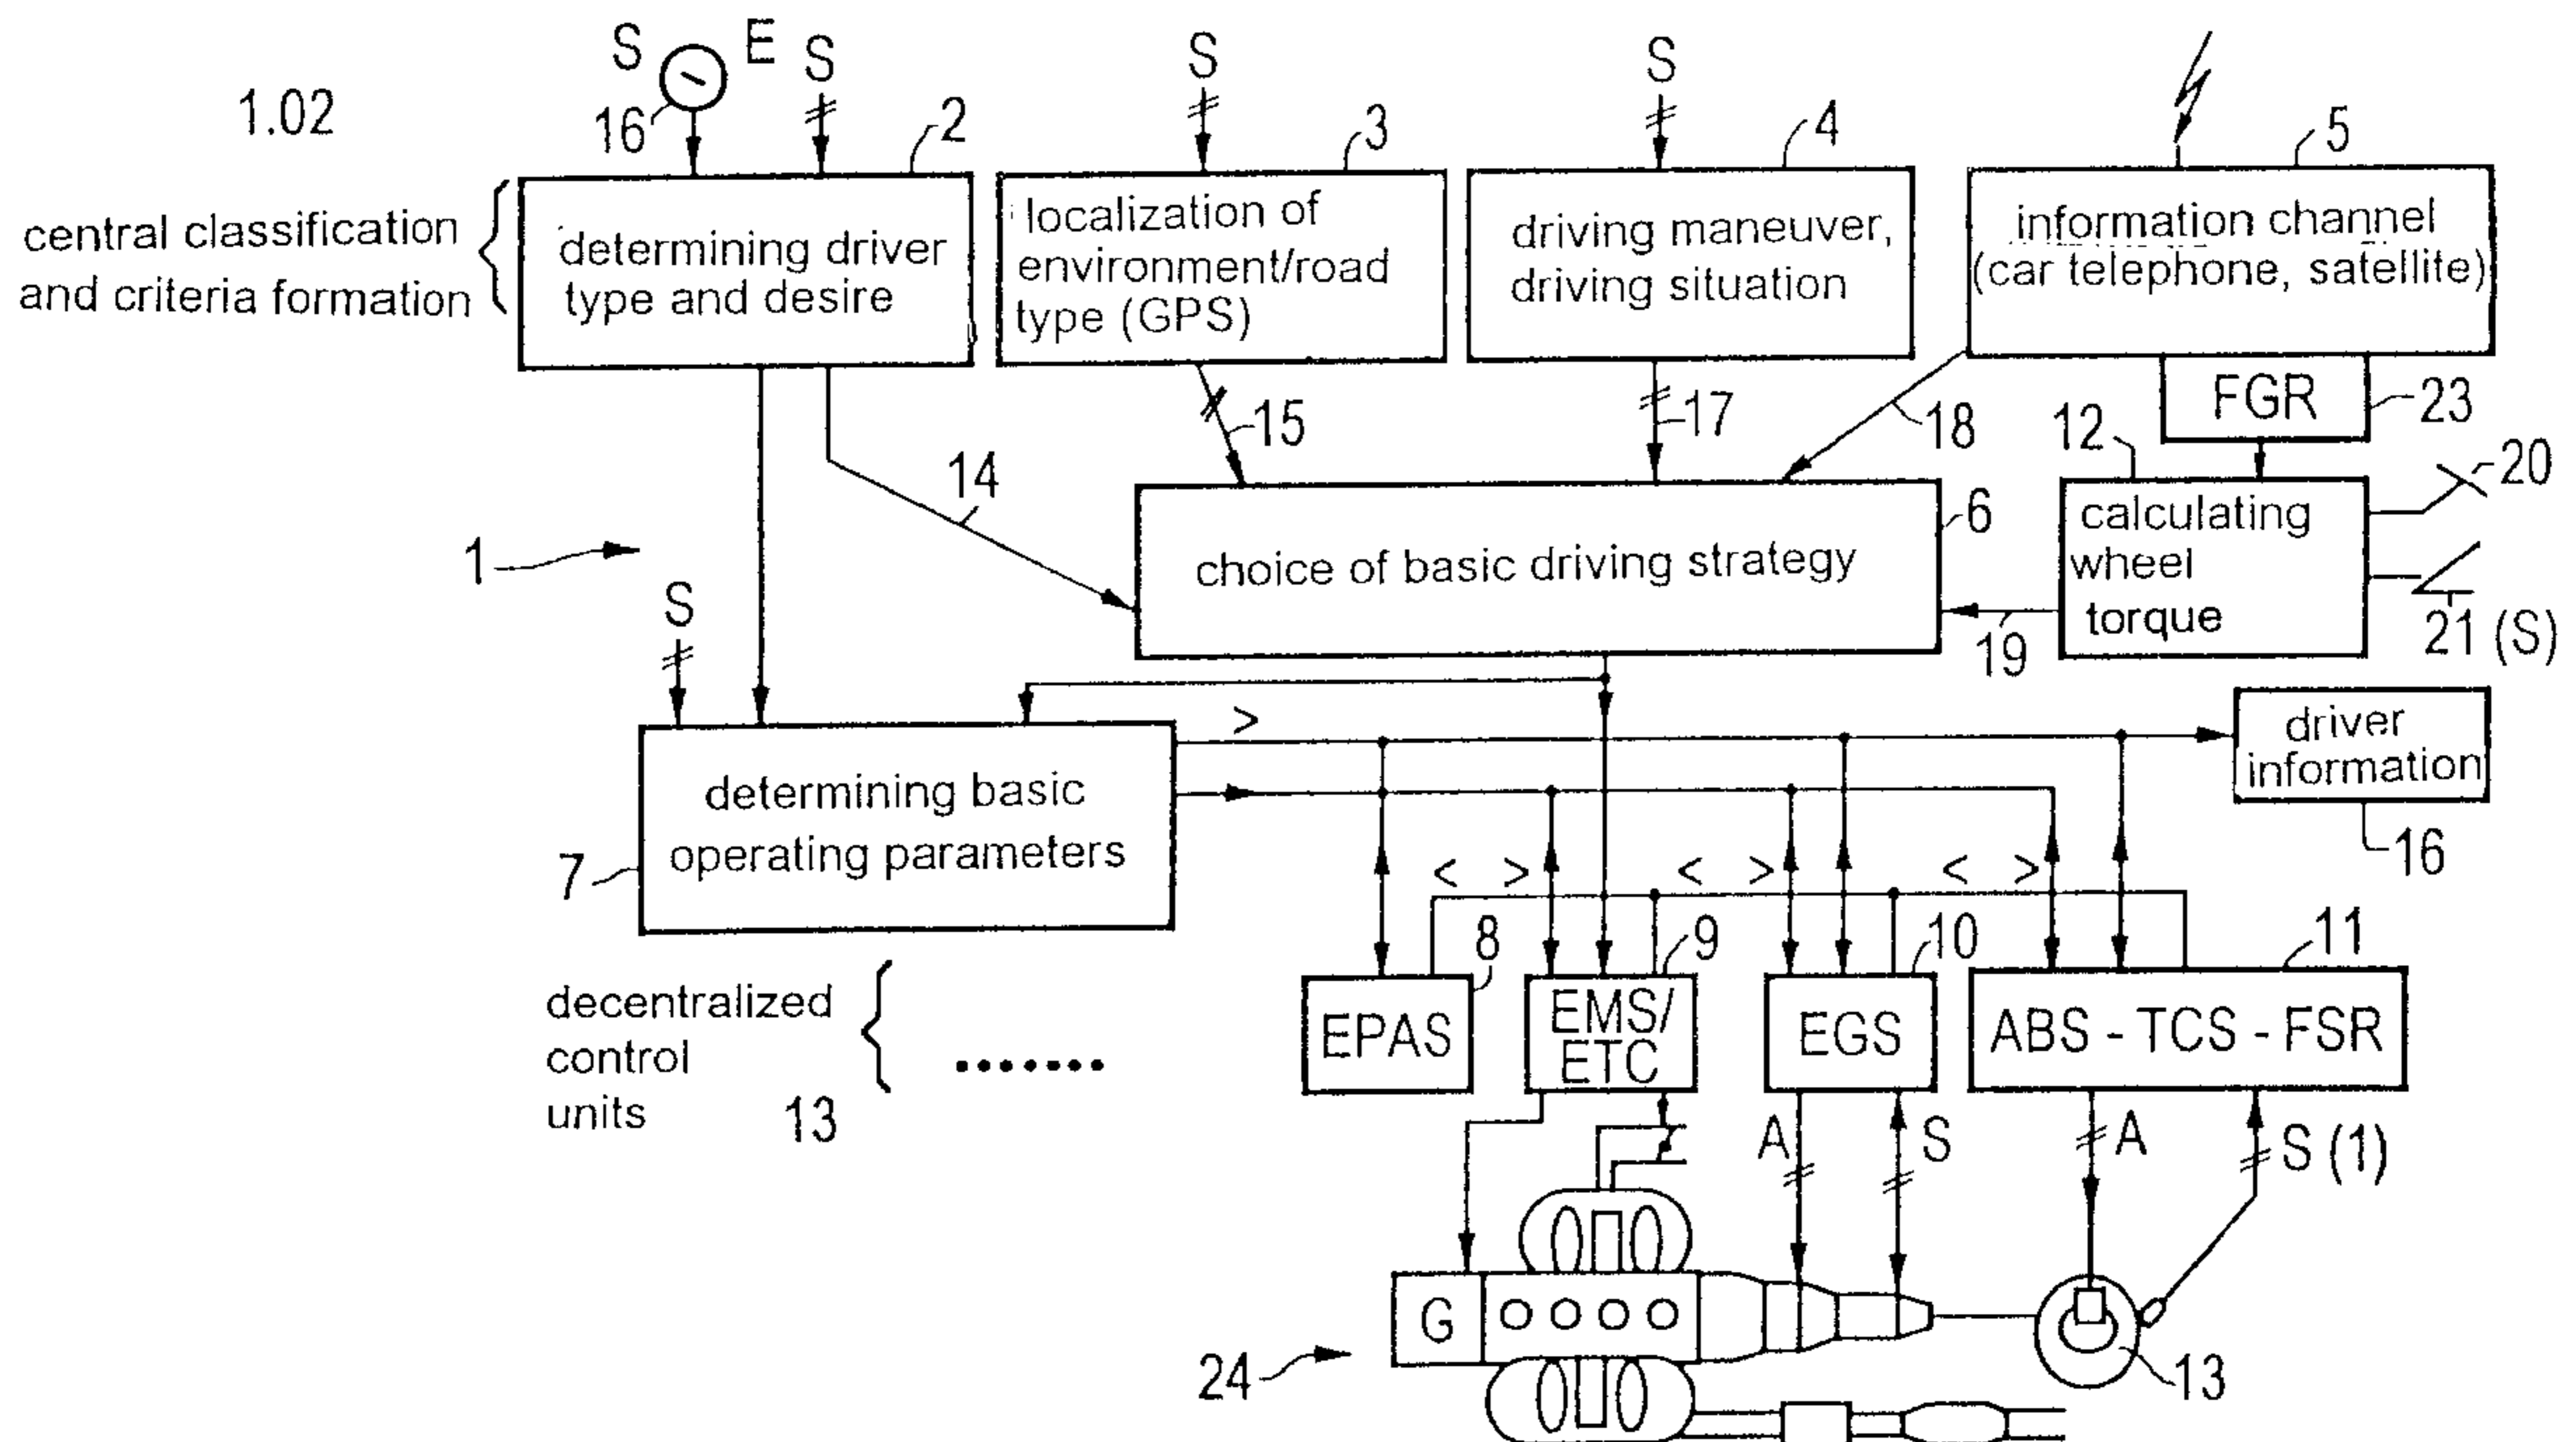 S
E
S
S
S
1.02
16
2
3
4
5
central classification
and criteria formation
determining driver
type and desire
localization of
environment/road
type (GPS)
driving maneuver,
driving situation
information channel
(car telephone, satellite)
FGR
23
15
17
18
12
14
20
6
1
choice of basic driving strategy
calculating
wheel
torque
19
21 (S)
S
>
driver
information
16
determining basic
operating parameters
7
< >
< >
< >
8
9
10
11
decentralized
control
units
13
.......
EPAS
EMS/
ETC
EGS
ABS - TCS - FSR
A
S
A
S (1)
G
24
13